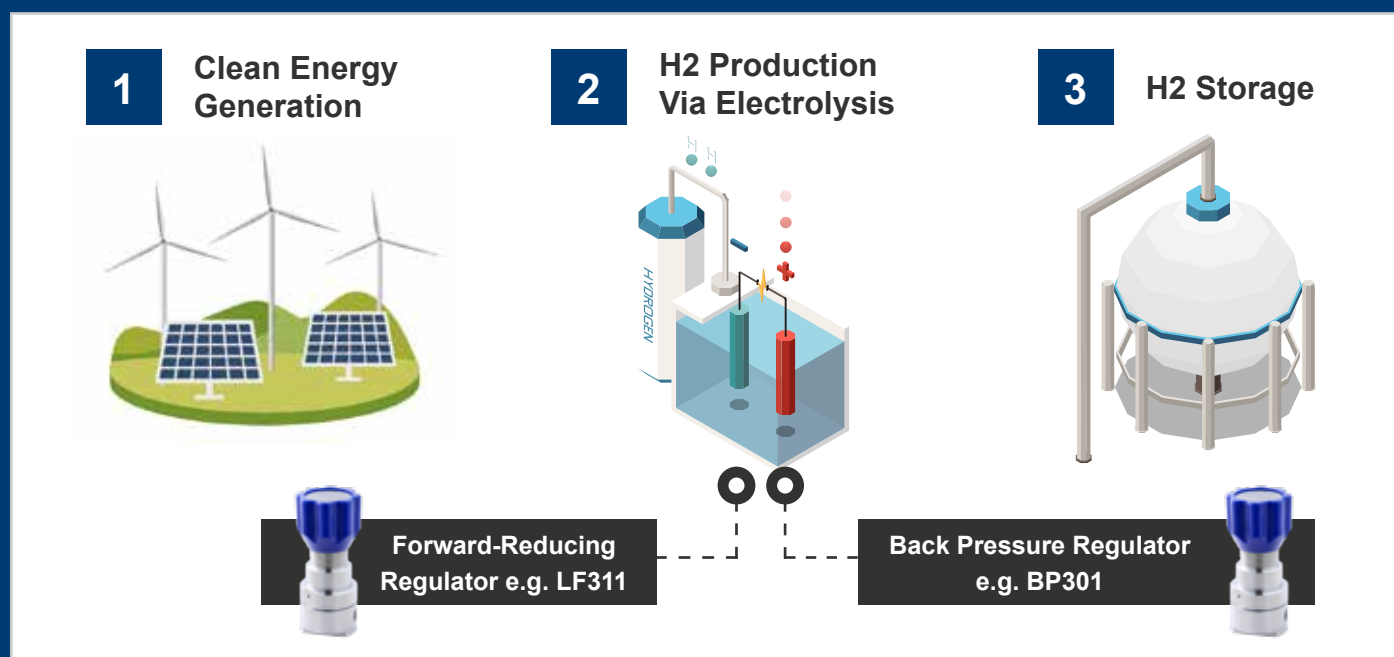 1
Clean Energy
Generation
2
H2 Production
Via Electrolysis
3
H2 Storage
H
H
HYDROGEN
Forward-Reducing
Regulator e.g. LF311
Back Pressure Regulator
e.g. BP301